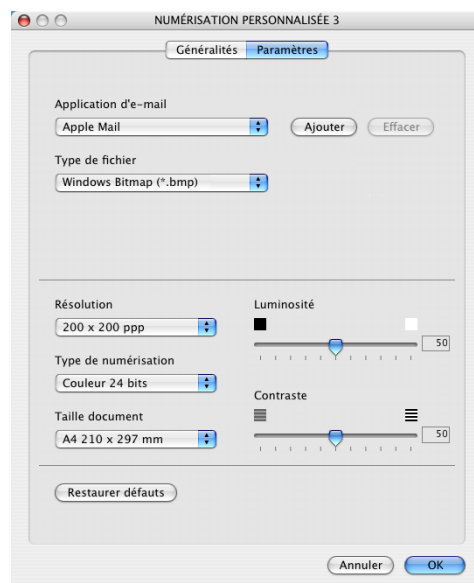 NUMÉRISATION PERSONNALISÉE 3
Généralités Paramètres
Application d'e-mail
Apple Mail Ajouter Effacer
Type de fichier
Windows Bitmap (*.bmp)
Résolution Luminosité
200 x 200 ppp 50
Type de numérisation
Couleur 24 bits
Contraste
Taille document
A4 210 x 297 mm 50
Restaurer défauts
Annuler OK